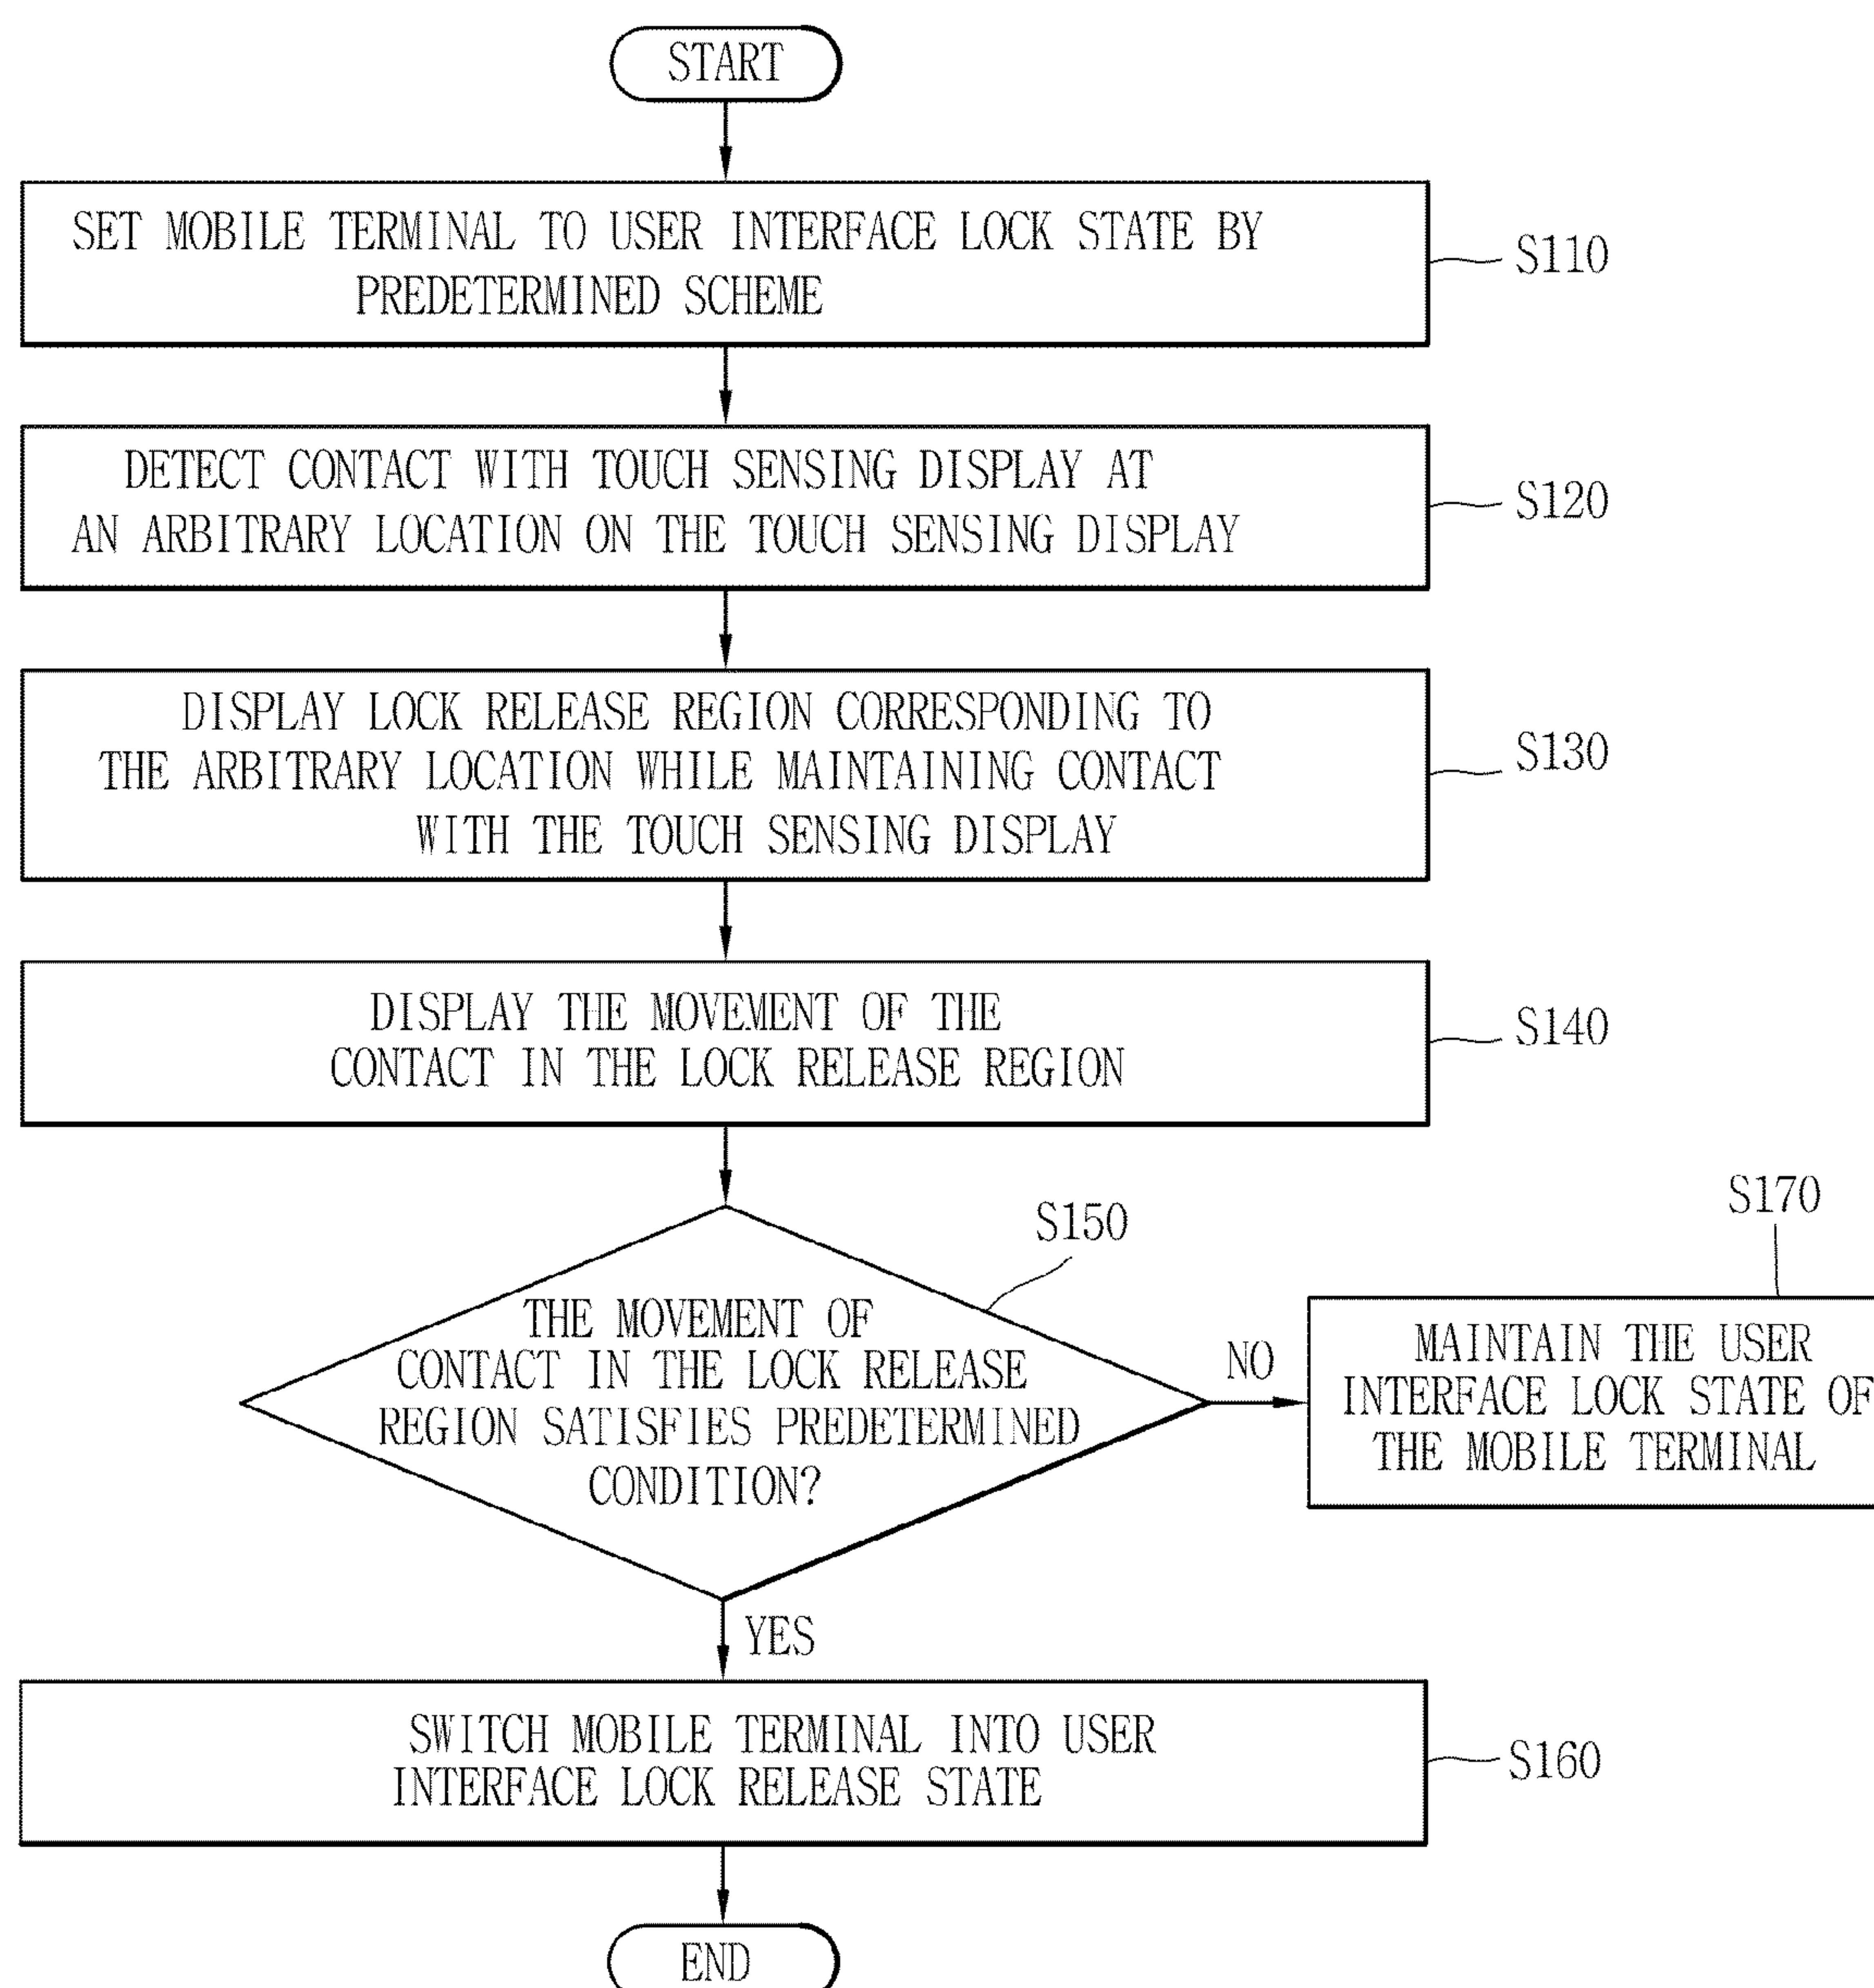 START
SET MOBILE TERMINAL TO USER INTERFACE LOCK STATE BY
PREDETERMINED SCHEME
S110
DETECT CONTACT WITH TOUCH SENSING DISPLAY AT
AN ARBITRARY LOCATION ON THE TOUCH SENSING DISPLAY
S120
DISPLAY LOCK RELEASE REGION CORRESPONDING TO
THE ARBITRARY LOCATION WHILE MAINTAINING CONTACT
WITH THE TOUCH SENSING DISPLAY
S130
DISPLAY THE MOVEMENT OF THE
CONTACT IN THE LOCK RELEASE REGION
S140
S150
THE MOVEMENT OF
CONTACT IN THE LOCK RELEASE
REGION SATISFIES PREDETERMINED
CONDITION?
NO
S170
MAINTAIN THE USER
INTERFACE LOCK STATE OF
THE MOBILE TERMINAL
YES
SWITCH MOBILE TERMINAL INTO USER
INTERFACE LOCK RELEASE STATE
S160
END